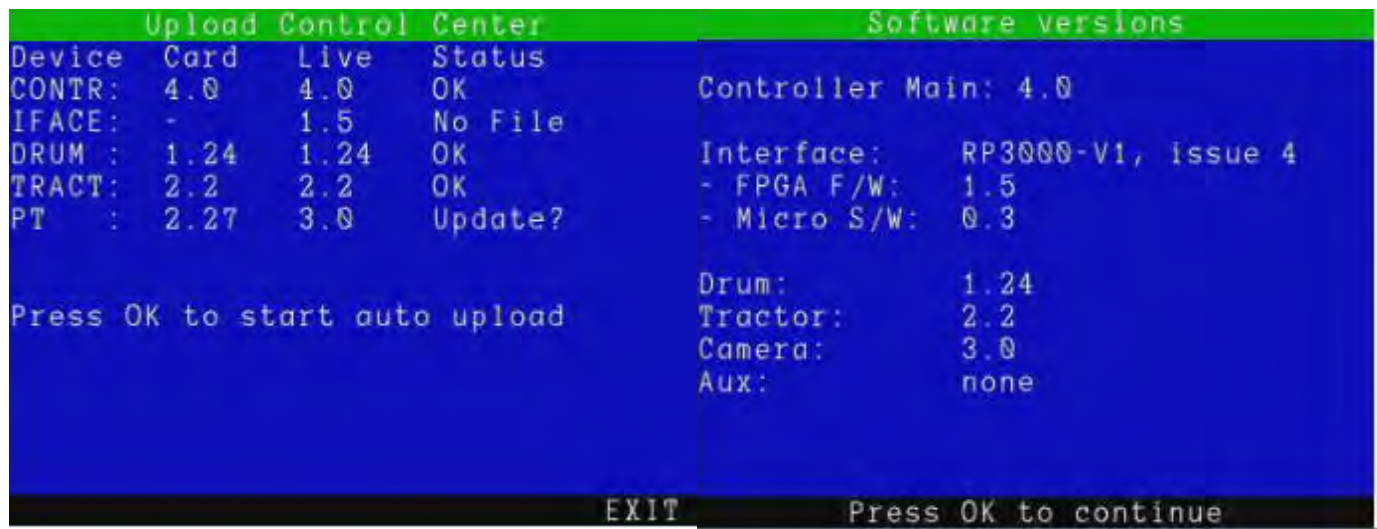 Upload Control Center
Device Card Live Status
CONTR: 4.0 4.0 OK
IFACE: - 1.5 No File
DRUM : 1.24 1.24 OK
TRACT: 2.2 2.2 OK
PT : 2.27 3.0 Update?
Press OK to start auto upload
EXIT
Software versions
Controller Main: 4.0
Interface: RP3000-V1, issue 4
- FPGA F/W: 1.5
- Micro S/W: 0.3
Drum: 1.24
Tractor: 2.2
Camera: 3.0
Aux: none
Press OK to continue